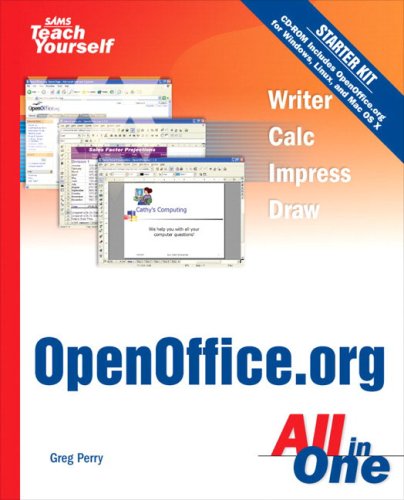 SAMS
Teach
Yourself
STARTER KIT
CD-ROM Includes OpenOffice.org
for Windows, Linux, and Mac OS X
Writer
Calc
Impress
Draw
OpenOffice.org
Sales Factor Projections
Cathy's Computing
We help you with all your
computer questions!
OpenOffice.org
All in
One
Greg Perry